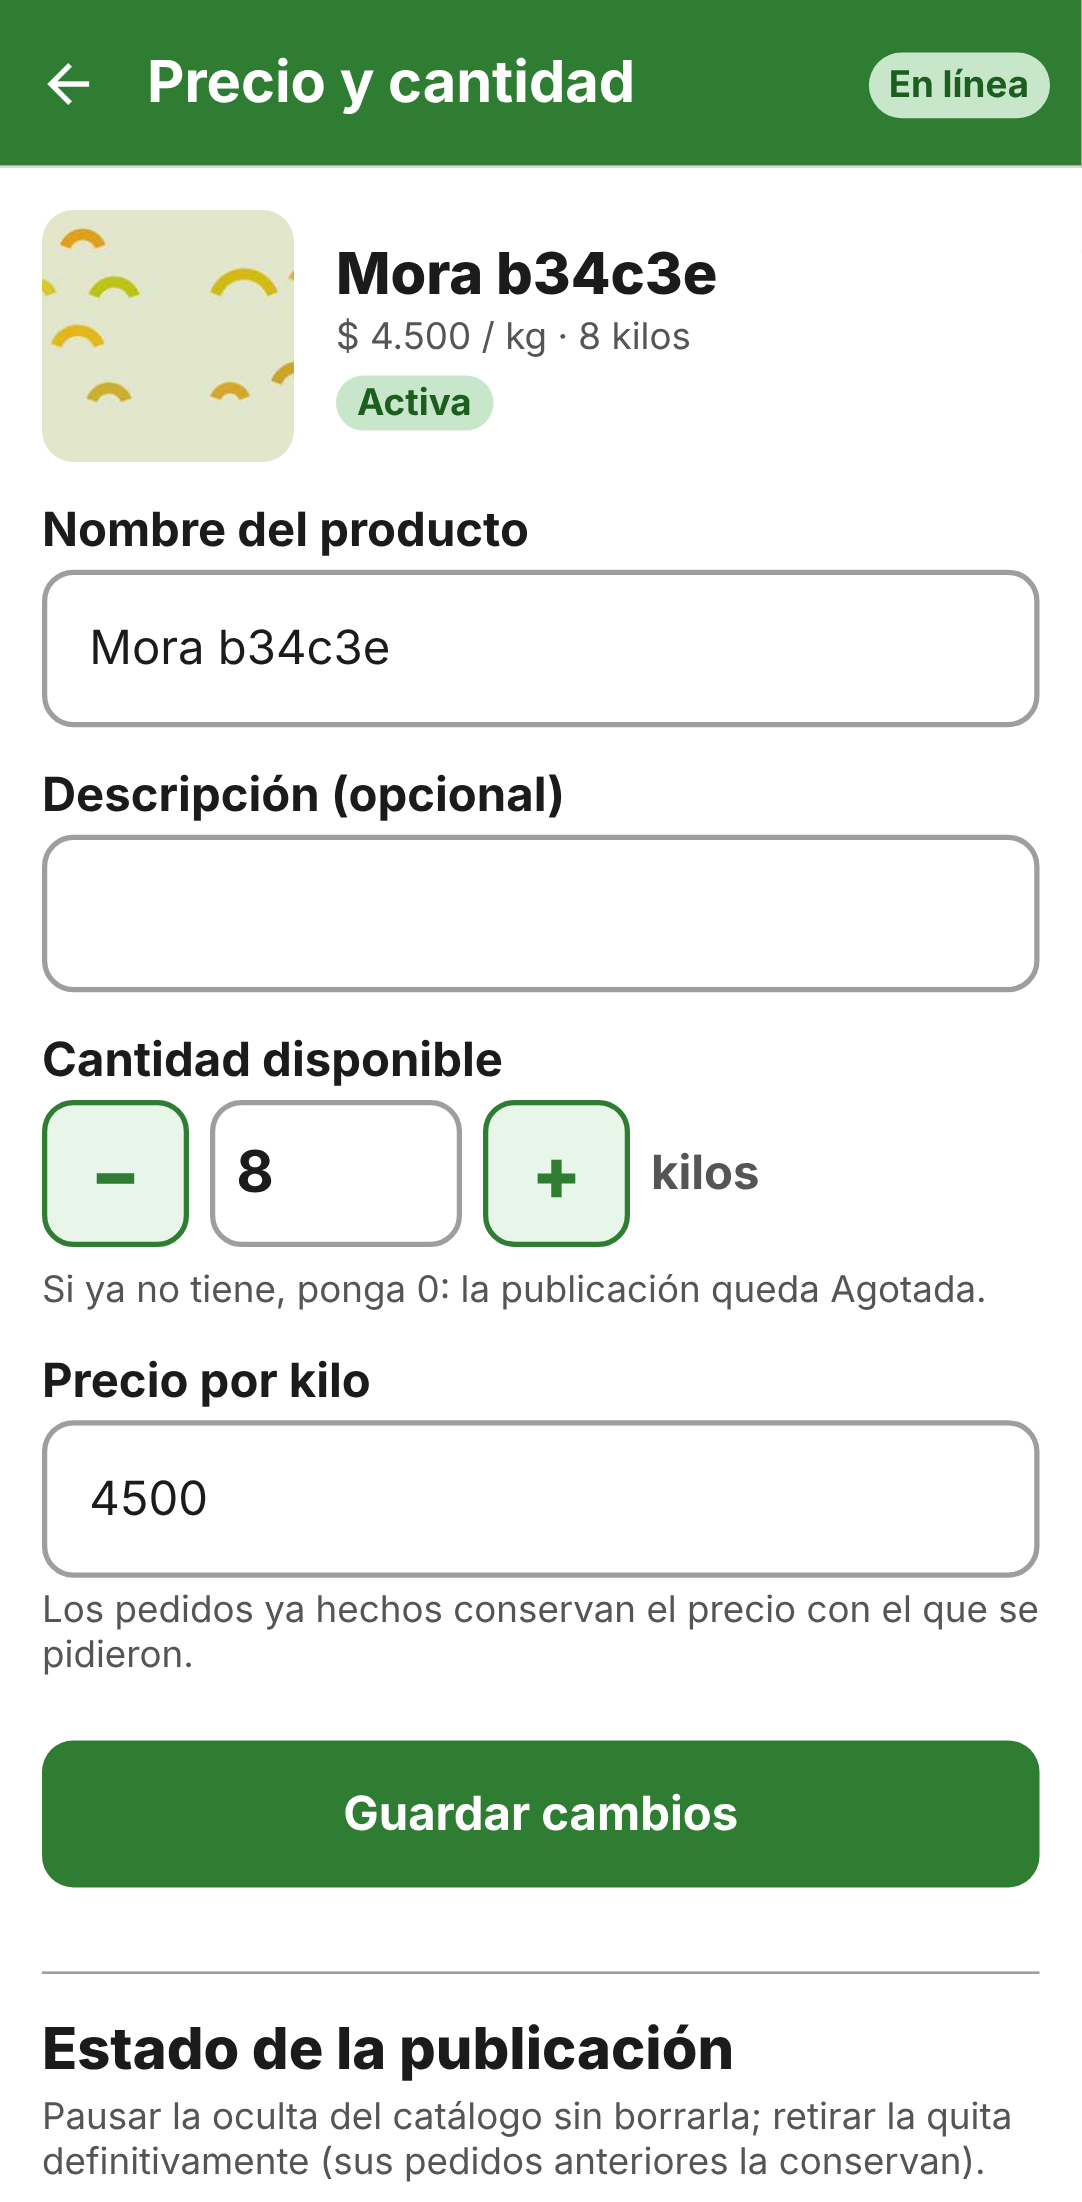 Precio y cantidad
En línea
Mora b34c3e
$ 4.500 / kg · 8 kilos
Activa
Nombre del producto
Mora b34c3e
Descripción (opcional)
Cantidad disponible
− 8 + kilos
Si ya no tiene, ponga 0: la publicación queda Agotada.
Precio por kilo
4500
Los pedidos ya hechos conservan el precio con el que se
pidieron.
Guardar cambios
Estado de la publicación
Pausar la oculta del catálogo sin borrarla; retirar la quita
definitivamente (sus pedidos anteriores la conservan).